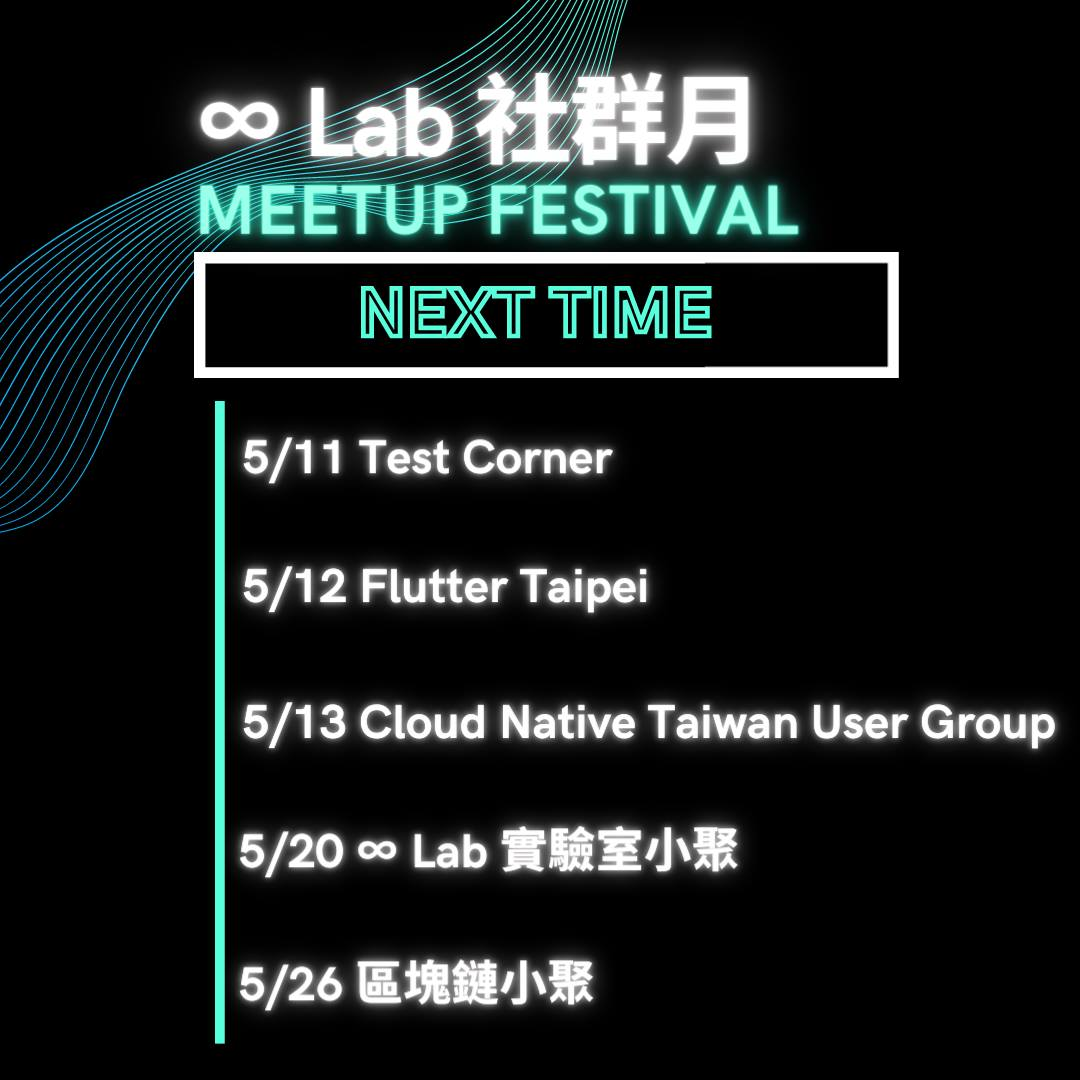 ∞ Lab 社群月
MEETUP FESTIVAL
NEXT TIME
5/11 Test Corner
5/12 Flutter Taipei
5/13 Cloud Native Taiwan User Group
5/20 ∞ Lab 實驗室小聚
5/26 區塊鏈小聚